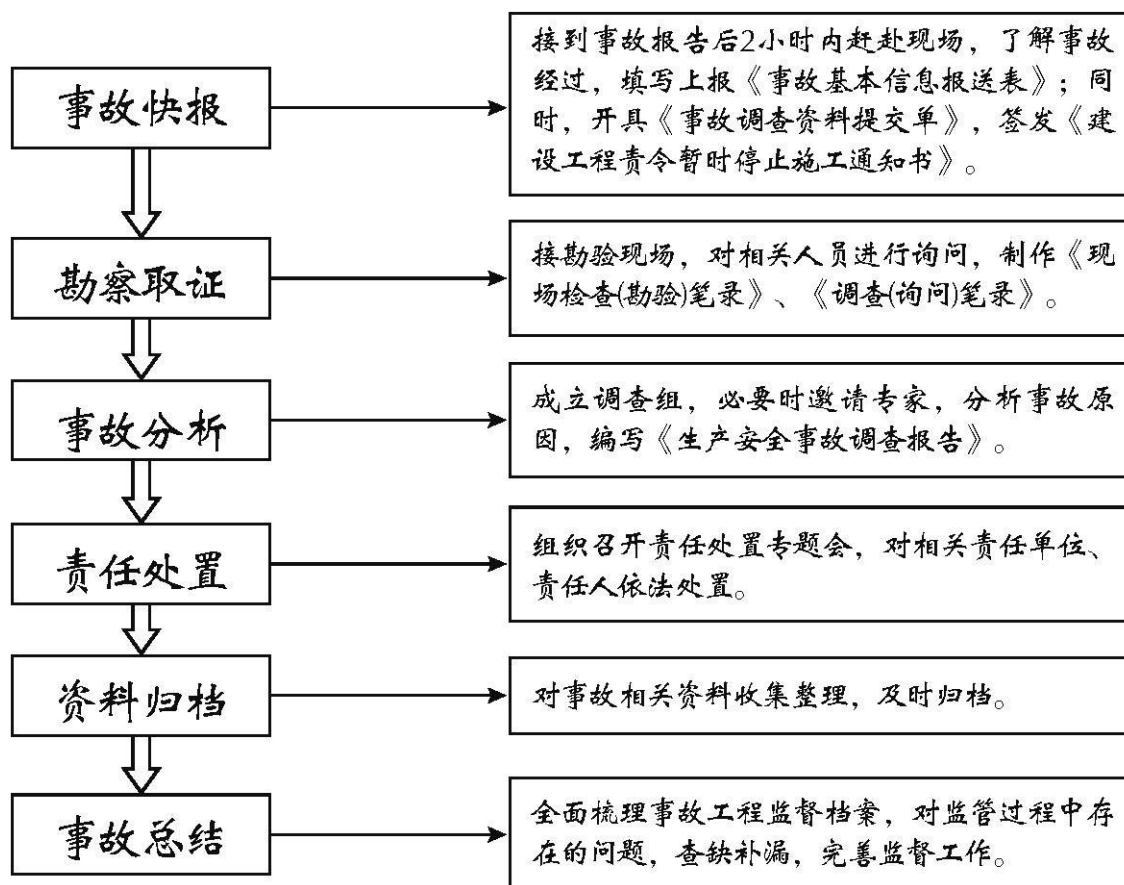 事故快报
接到事故报告后2小时内赶赴现场，了解事故
经过，填写上报《事故基本信息报送表》；同
时，开具《事故调查资料提交单》，签发《建
设工程责令暂时停止施工通知书》。
勘察取证
接勘验现场，对相关人员进行询问，制作《现
场检查(勘验)笔录》、《调查(询问)笔录》。
事故分析
成立调查组，必要时邀请专家，分析事故原
因，编写《生产安全事故调查报告》。
责任处置
组织召开责任处置专题会，对相关责任单位、
责任人依法处置。
资料归档
对事故相关资料收集整理，及时归档。
事故总结
全面梳理事故工程监督档案，对监管过程中存
在的问题，查缺补漏，完善监督工作。